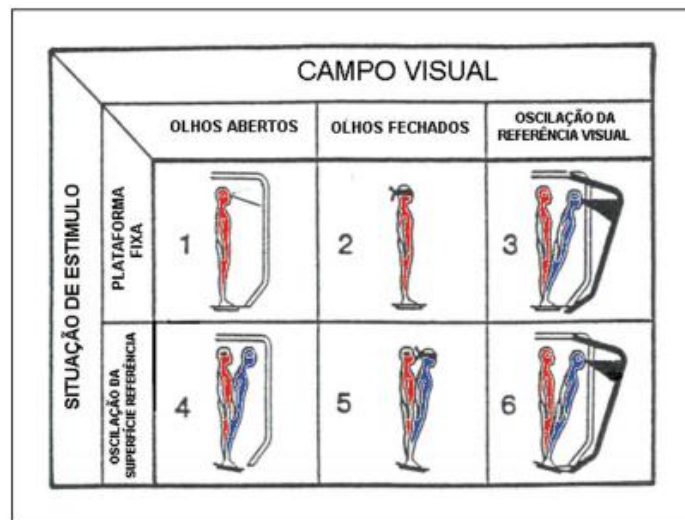 CAMPO VISUAL
OLHOS ABERTOS
OLHOS FECHADOS
OSCILAÇÃO DA
REFERÊNCIA VISUAL
SITUAÇÃO DE ESTIMULO
PLATAFORMA
FIXA
1
2
3
OSCILAÇÃO DA
SUPERFÍCIE REFERÊNCIA
4
5
6